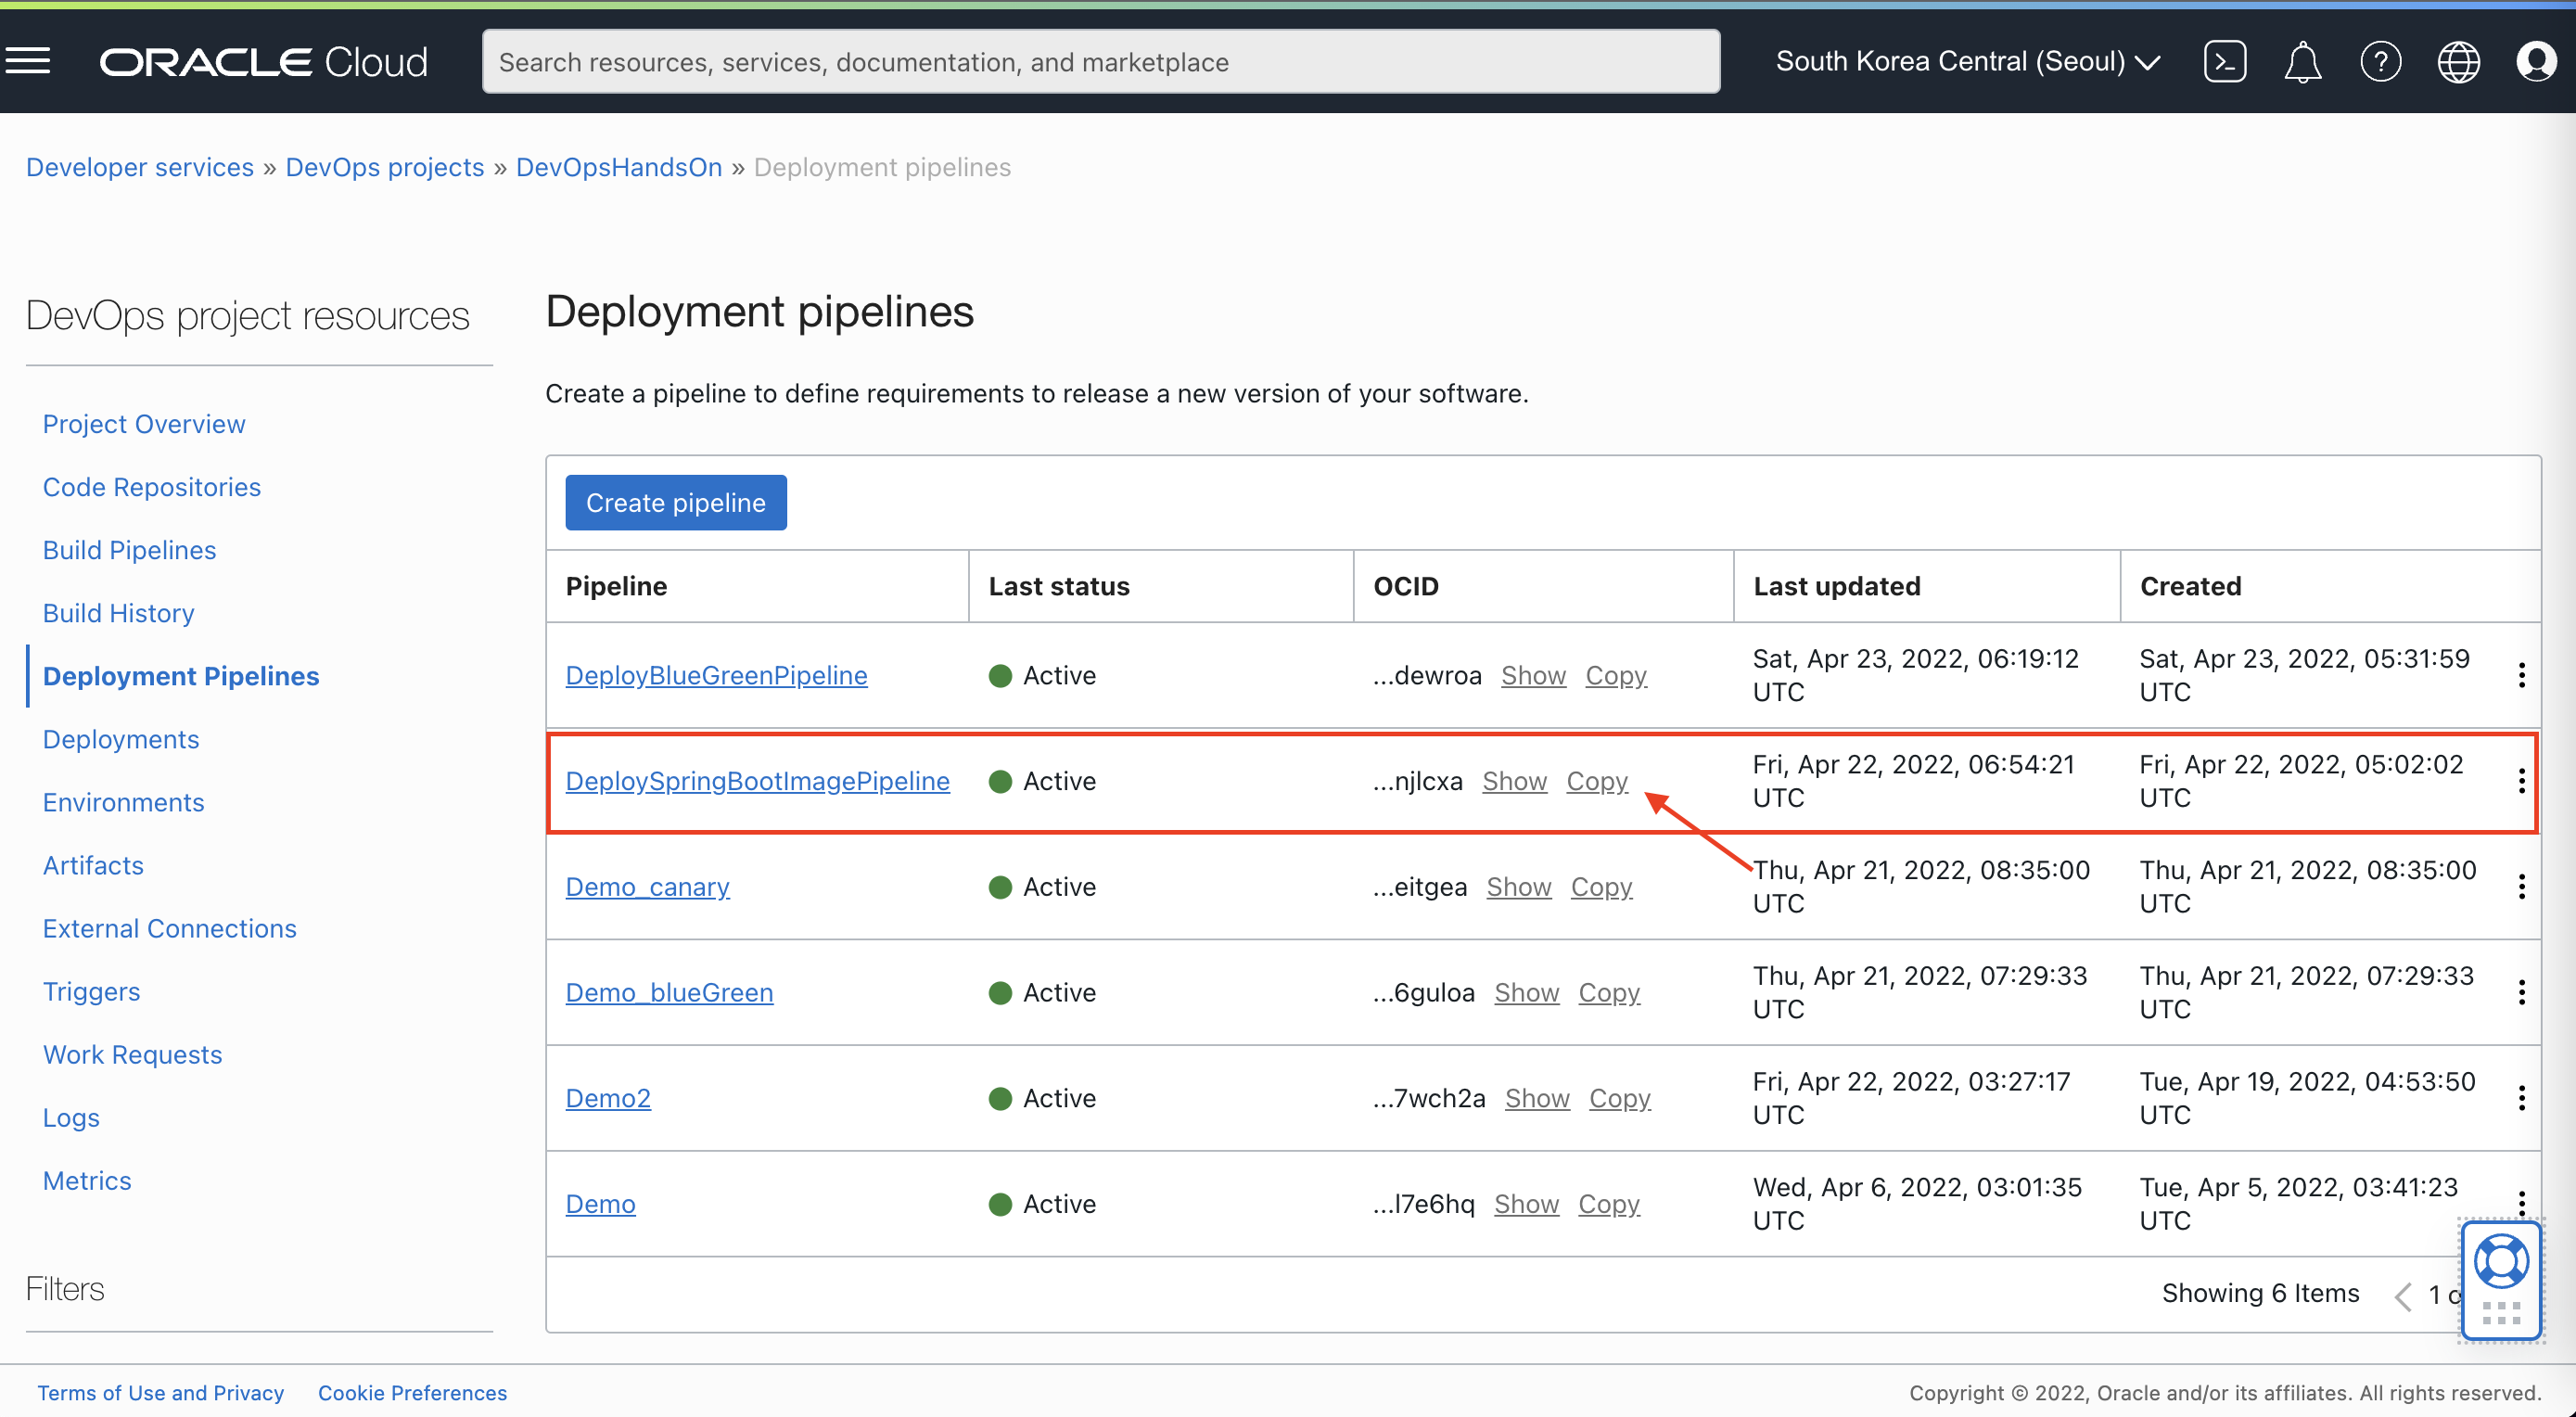 ORACLE Cloud
Search resources, services, documentation, and marketplace
South Korea Central (Seoul)
Developer services » DevOps projects » DevOpsHandsOn » Deployment pipelines
DevOps project resources
Project Overview
Code Repositories
Build Pipelines
Build History
Deployment Pipelines
Deployments
Environments
Artifacts
External Connections
Triggers
Work Requests
Logs
Metrics
Filters
Deployment pipelines
Create a pipeline to define requirements to release a new version of your software.
Create pipeline
Pipeline Last status OCID Last updated Created
DeployBlueGreenPipeline Active ...dewroa Show Copy Sat, Apr 23, 2022, 06:19:12 UTC Sat, Apr 23, 2022, 05:31:59 UTC
DeploySpringBootImagePipeline Active ...njlcxa Show Copy Fri, Apr 22, 2022, 06:54:21 UTC Fri, Apr 22, 2022, 05:02:02 UTC
Demo_canary Active ...eitgea Show Copy Thu, Apr 21, 2022, 08:35:00 UTC Thu, Apr 21, 2022, 08:35:00 UTC
Demo_blueGreen Active ...6guloa Show Copy Thu, Apr 21, 2022, 07:29:33 UTC Thu, Apr 21, 2022, 07:29:33 UTC
Demo2 Active ...7wch2a Show Copy Fri, Apr 22, 2022, 03:27:17 UTC Tue, Apr 19, 2022, 04:53:50 UTC
Demo Active ...l7e6hq Show Copy Wed, Apr 6, 2022, 03:01:35 UTC Tue, Apr 5, 2022, 03:41:23 UTC
Showing 6 Items 1
Terms of Use and Privacy Cookie Preferences
Copyright © 2022, Oracle and/or its affiliates. All rights reserved.